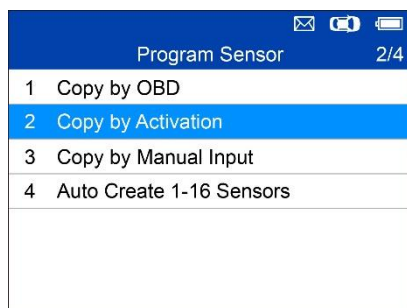 Program Sensor 2/4
1 Copy by OBD
2 Copy by Activation
3 Copy by Manual Input
4 Auto Create 1-16 Sensors